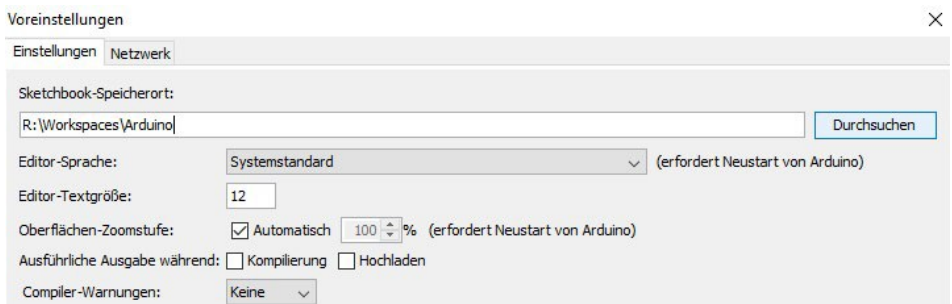 Voreinstellungen
Einstellungen Netzwerk
Sketchbook-Speicherort:
R:\Workspaces\Arduino Durchsuchen
Editor-Sprache: Systemstandard (erfordert Neustart von Arduino)
Editor-Textgröße: 12
Oberflächen-Zoomstufe: Automatisch 100 % (erfordert Neustart von Arduino)
Ausführliche Ausgabe während: Kompilierung Hochladen
Compiler-Warnungen: Keine